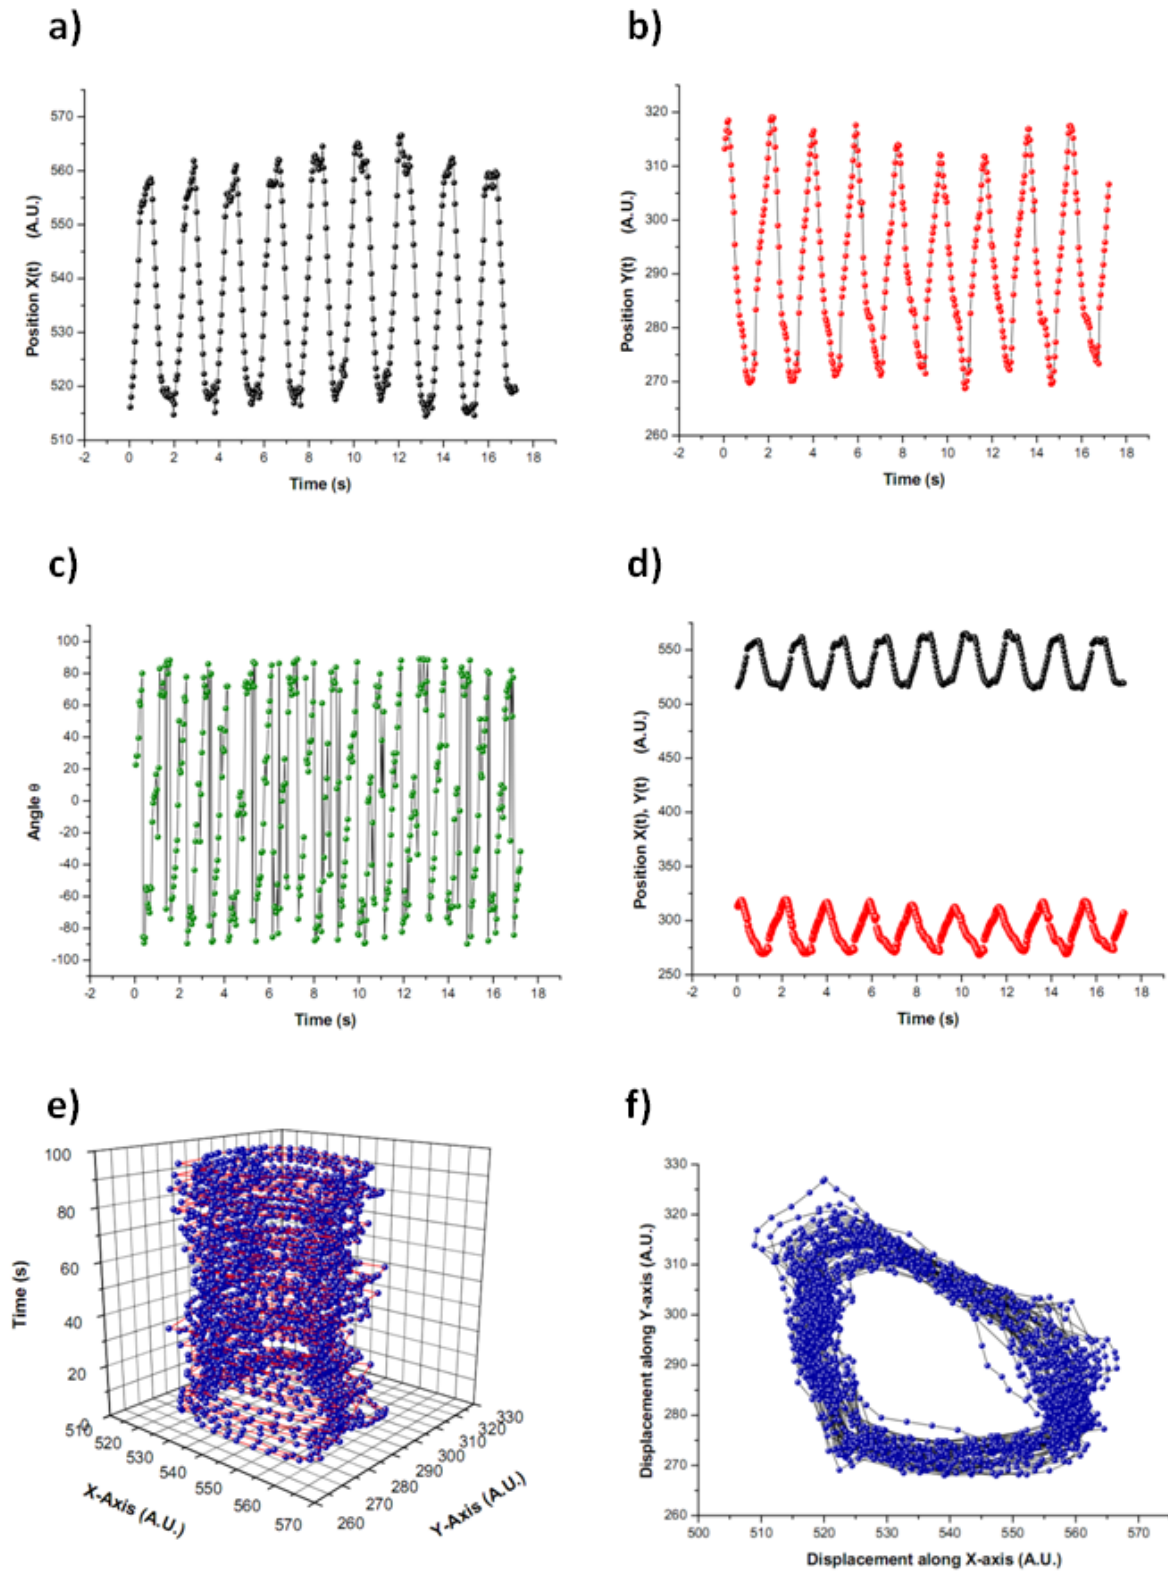 a)
570
560
550
540
530
520
510
-2 0 2 4 6 8 10 12 14 16 18
Position X(t) (A.U.)
Time (s)
b)
320
310
300
290
280
270
260
-2 0 2 4 6 8 10 12 14 16 18
Position Y(t) (A.U.)
Time (s)
c)
100
80
60
40
20
0
-20
-40
-60
-80
-100
-2 0 2 4 6 8 10 12 14 16 18
Angle θ
Time (s)
d)
550
500
450
400
350
300
250
-2 0 2 4 6 8 10 12 14 16 18
Position X(t), Y(t) (A.U.)
Time (s)
e)
100
80
60
40
20
0
Time (s)
510 520 530 540 550 560 570
X-Axis (A.U.)
260 270 280 290 300 310 320 330
Y-Axis (A.U.)
f)
330
320
310
300
290
280
270
260
500 510 520 530 540 550 560 570
Displacement along Y-axis (A.U.)
Displacement along X-axis (A.U.)